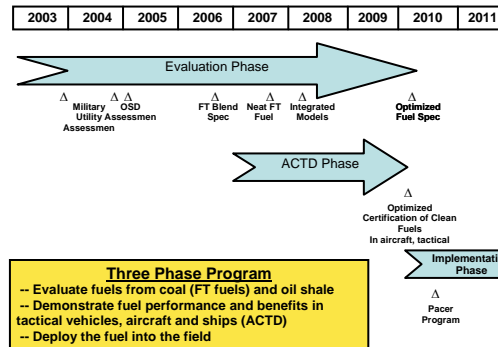 2003 2004 2005 2006 2007 2008 2009 2010 2011
Evaluation Phase
Δ Δ Δ Δ Δ Δ Δ
Military OSD FT Blend Neat FT Integrated Optimized
Utility Assessmen Spec Fuel Models Fuel Spec
Assessmen
ACTD Phase
Δ
Optimized
Certification of Clean
Fuels
In aircraft, tactical
Implementati
Phase
Δ
Pacer
Program
Three Phase Program
-- Evaluate fuels from coal (FT fuels) and oil shale
-- Demonstrate fuel performance and benefits in
tactical vehicles, aircraft and ships (ACTD)
-- Deploy the fuel into the field